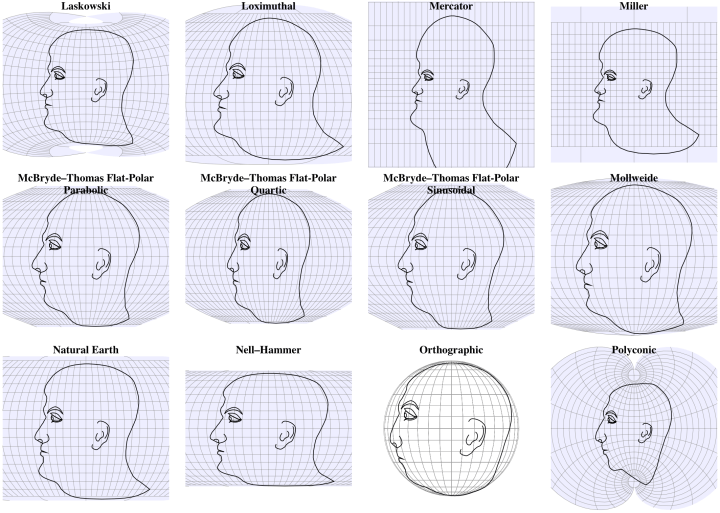 Laskowski
Loximuthal
Mercator
Miller
McBryde–Thomas Flat-Polar
Parabolic
McBryde–Thomas Flat-Polar
Quartic
McBryde–Thomas Flat-Polar
Sinusoidal
Mollweide
Natural Earth
Nell–Hammer
Orthographic
Polyconic